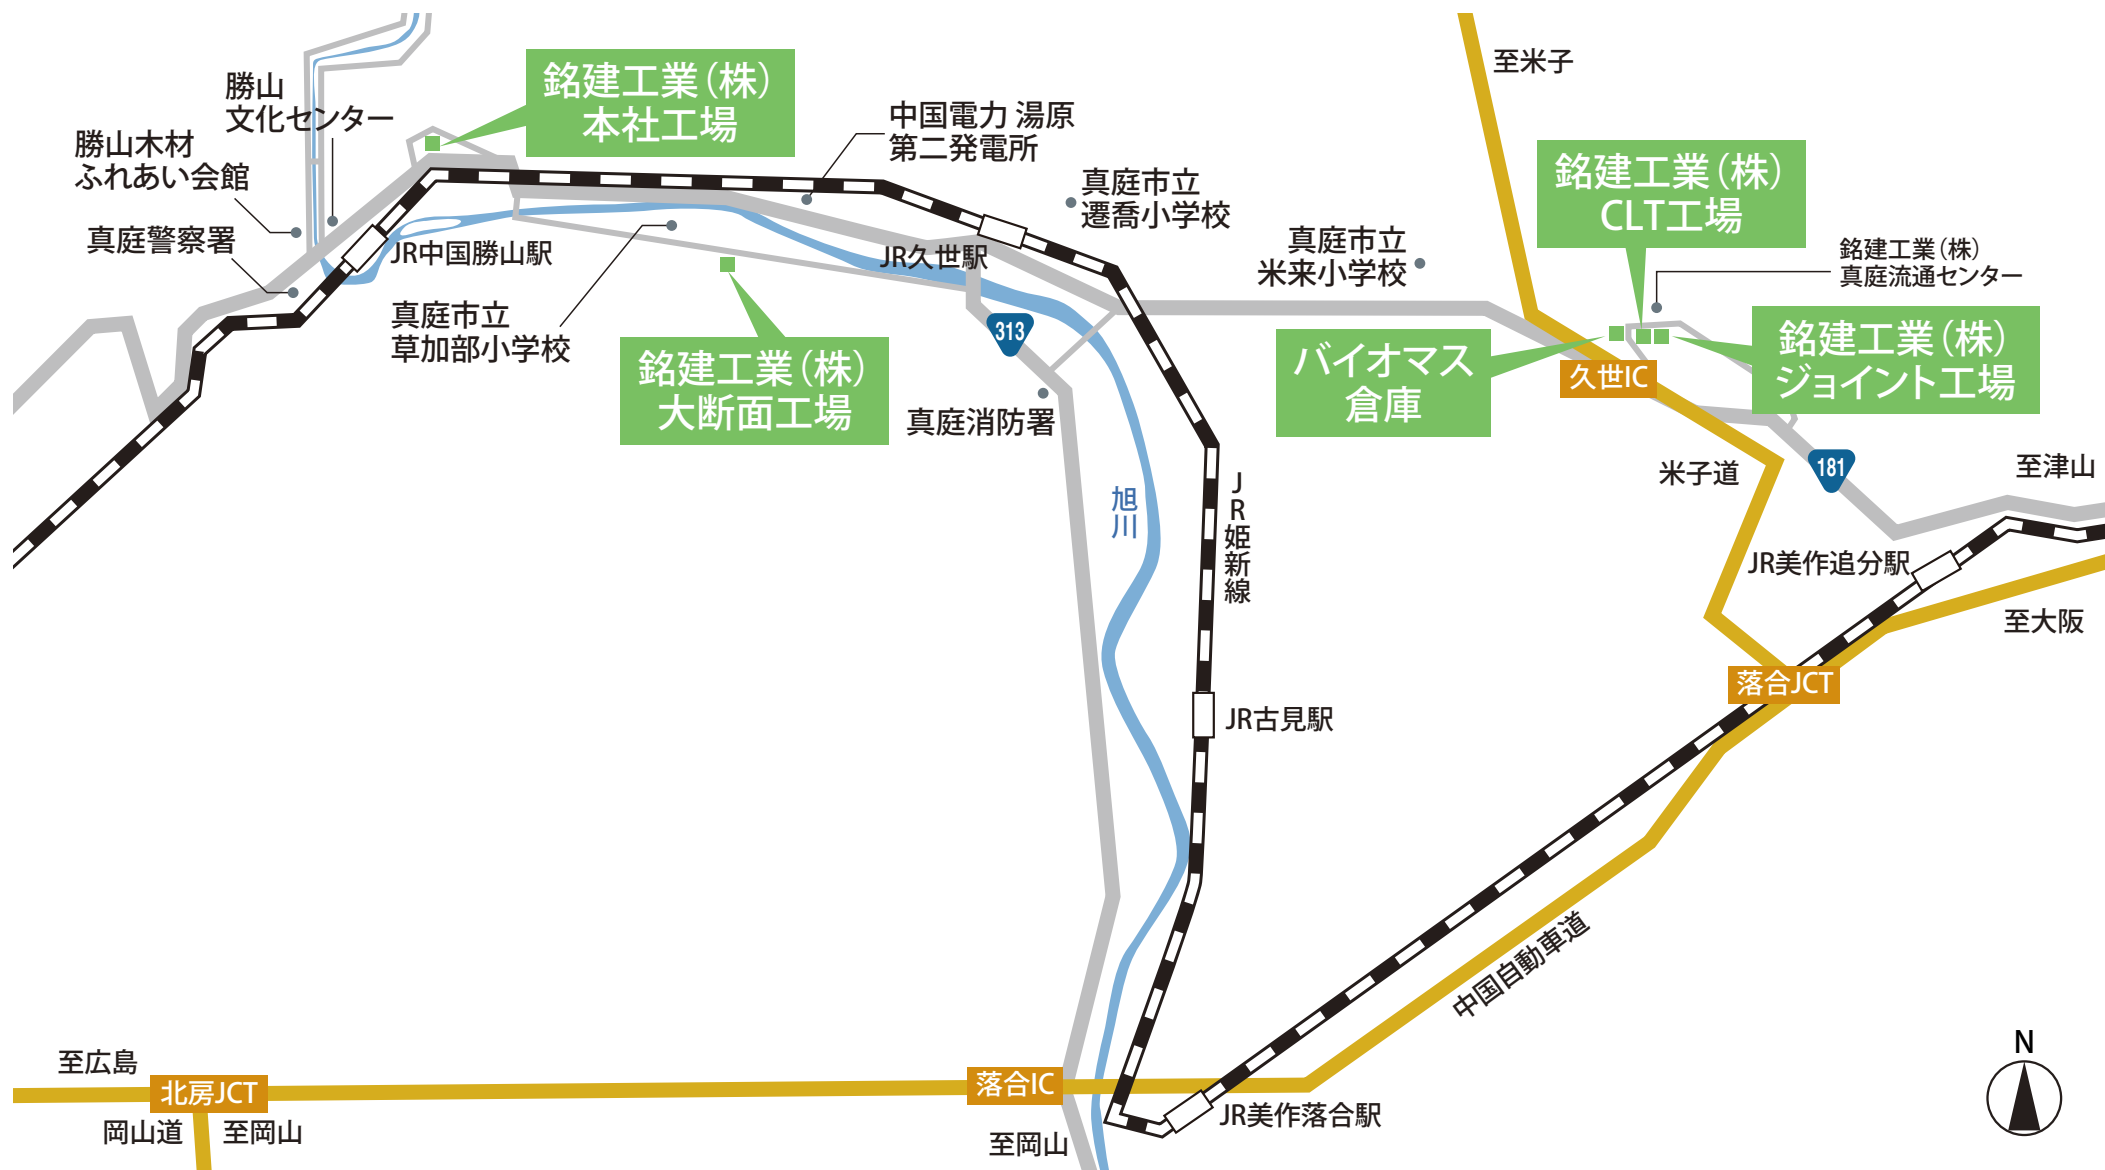 至米子
銘建工業(株)
本社工場
勝山
文化センター
中国電力 湯原
第二発電所
勝山木材
ふれあい会館
真庭市立
遷喬小学校
銘建工業(株)
CLT工場
真庭警察署
JR中国勝山駅
JR久世駅
真庭市立
米来小学校
銘建工業(株)
真庭流通センター
真庭市立
草加部小学校
313
銘建工業(株)
大断面工場
バイオマス
倉庫
久世IC
銘建工業(株)
ジョイント工場
真庭消防署
米子道
181
至津山
旭川
JR姫新線
JR美作追分駅
至大阪
落合JCT
JR古見駅
中国自動車道
至広島
北房JCT
岡山道
至岡山
落合IC
至岡山
JR美作落合駅
N